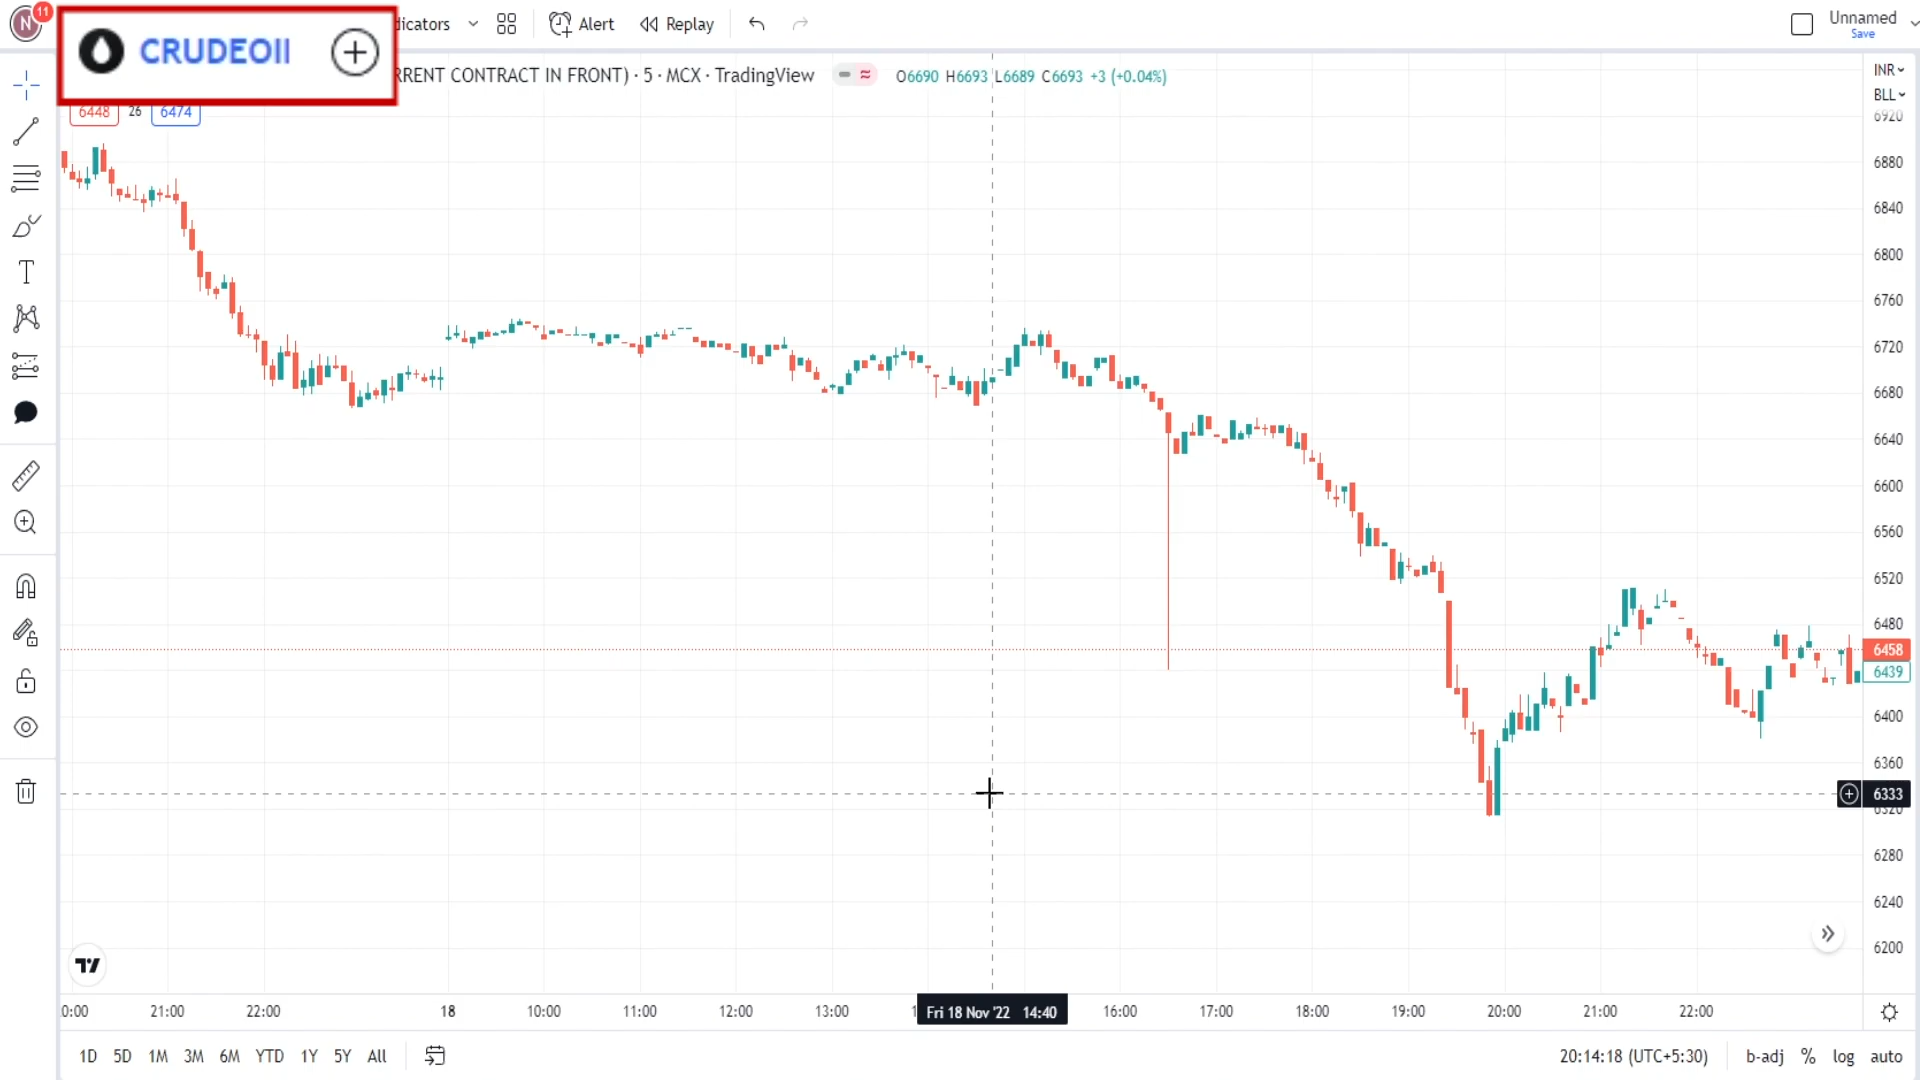 N
11
CRUDEOIl
dicators
Alert
Replay
Unnamed
Save
RRENT CONTRACT IN FRONT) · 5 · MCX · TradingView
O6690 H6693 L6689 C6693 +3 (+0.04%)
INR
BLL
6448 26 6474
6920
6880
6840
6800
6760
6720
6680
6640
6600
6560
6520
6480
6458
6439
6400
6360
6333
6320
6280
6240
6200
0:00 21:00 22:00 18 10:00 11:00 12:00 13:00 1 Fri 18 Nov '22 14:40 16:00 17:00 18:00 19:00 20:00 21:00 22:00
1D 5D 1M 3M 6M YTD 1Y 5Y All
20:14:18 (UTC+5:30) b-adj % log auto